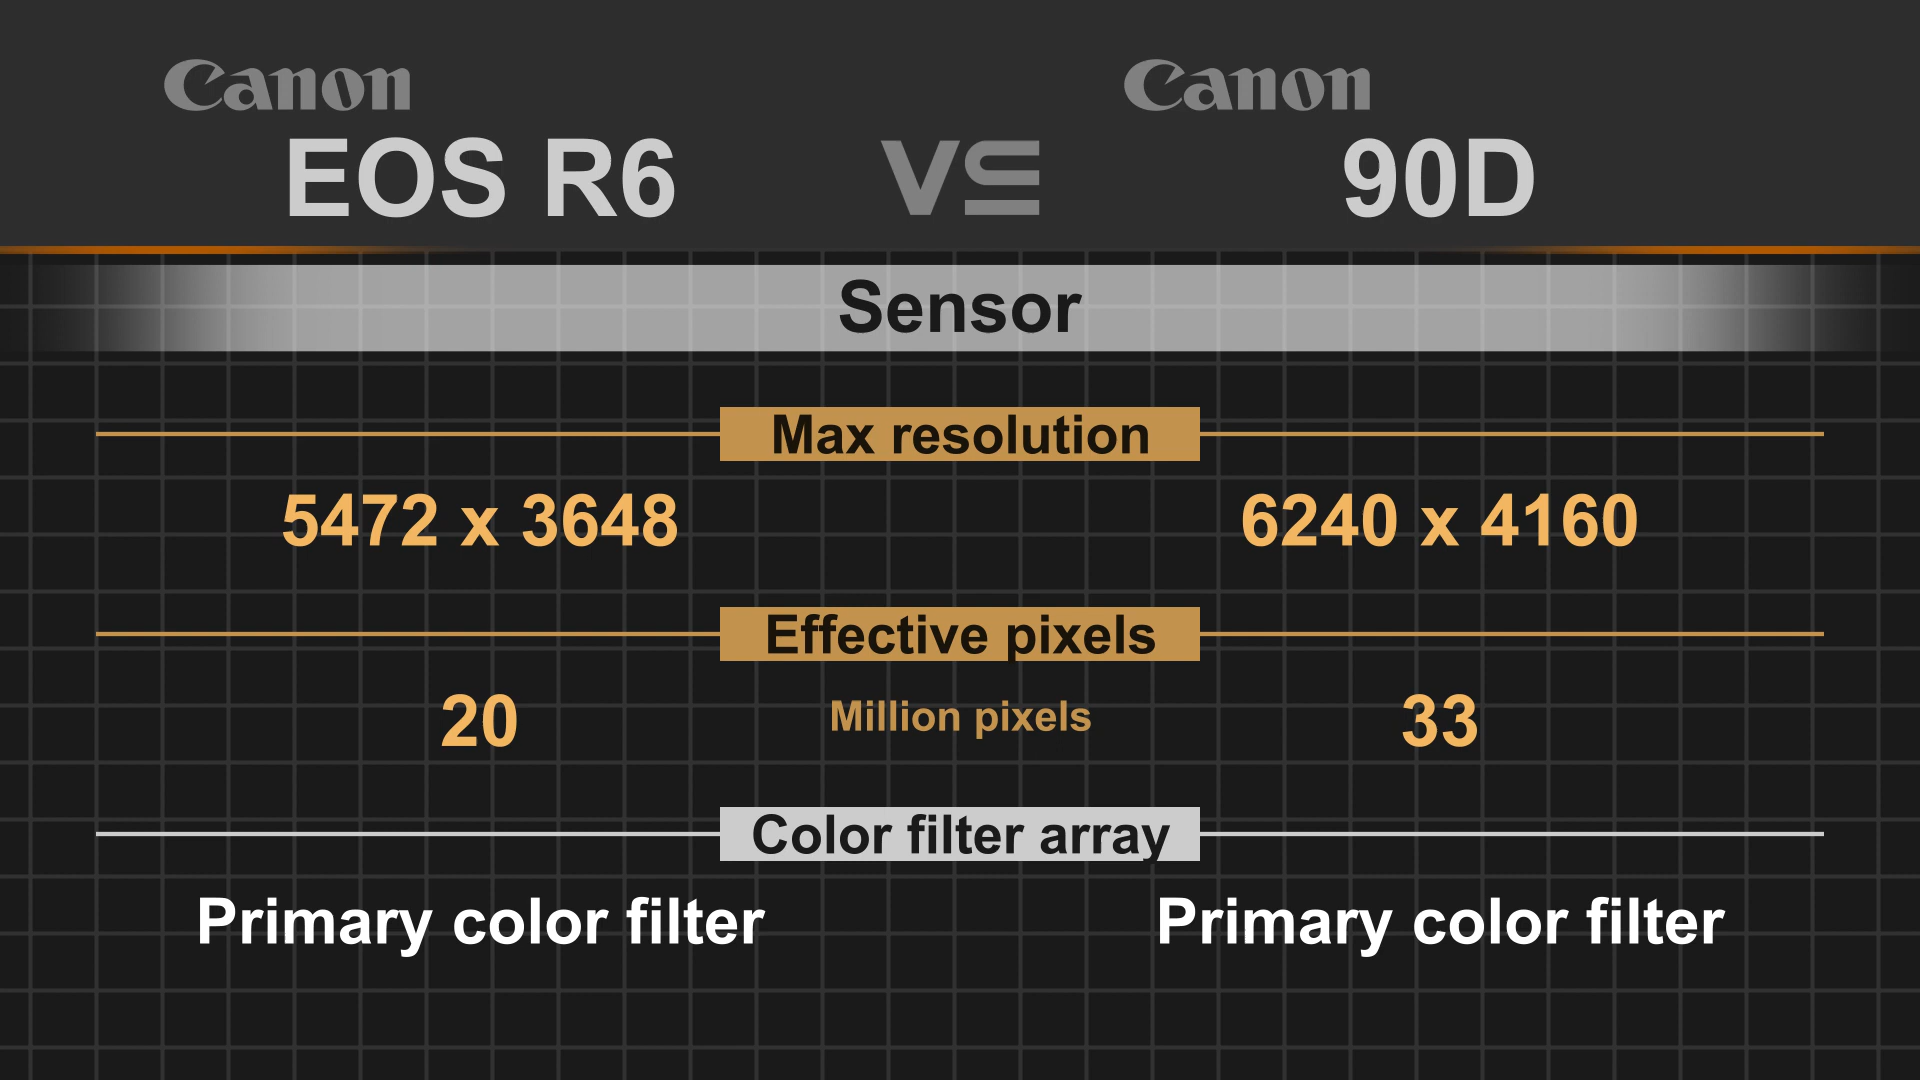 Canon Canon
EOS R6 VS 90D
Sensor
Max resolution
5472 x 3648 6240 x 4160
Effective pixels
20 Million pixels 33
Color filter array
Primary color filter Primary color filter